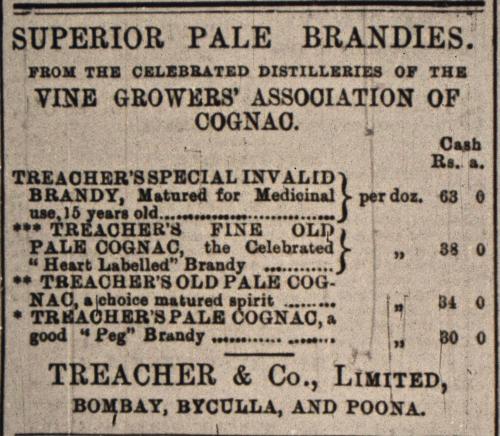 SUPERIOR PALE BRANDIES.
FROM THE CELEBRATED DISTILLERIES OF THE
VINE GROWERS' ASSOCIATION OF
COGNAC.
Cash
Rs. a.
TREACHER'S SPECIAL INVALID
BRANDY, Matured for Medicinal } per doz. 63 0
use, 15 years old..................
*** TREACHER'S FINE OLD
PALE COGNAC, the Celebrated } „ 38 0
"Heart Labelled" Brandy ............
** TREACHER'S OLD PALE COG-
NAC, a choice matured spirit ......... „ 34 0
* TREACHER'S PALE COGNAC, a
good "Peg" Brandy .................. „ 30 0
TREACHER & Co., LIMITED,
BOMBAY, BYCULLA, AND POONA.